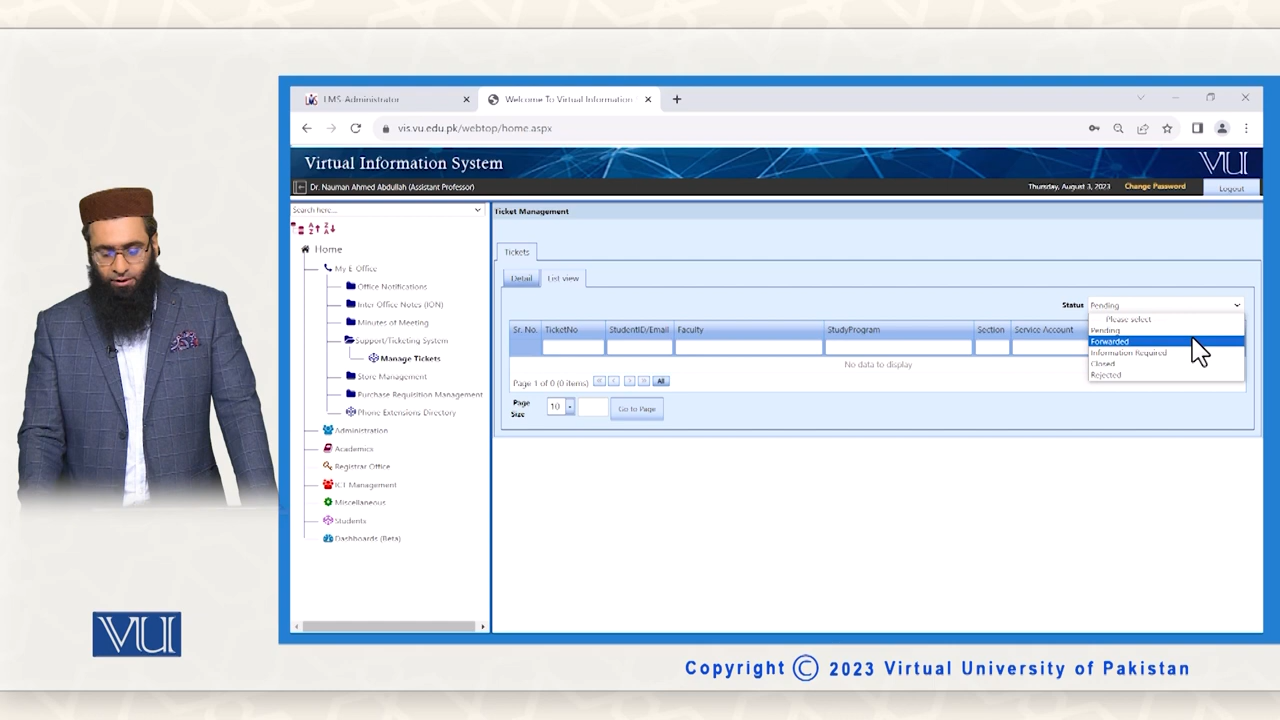 LMS Administrator
Welcome To Virtual Information
vis.vu.edu.pk/webtop/home.aspx
Virtual Information System
VU
Dr. Nauman Ahmed Abdullah (Assistant Professor)
Thursday, August 3, 2023
Change Password
Logout
Search here...
Ticket Management
Home
My E-Office
Office Notifications
Inter Office Notes (ION)
Minutes of Meeting
Support/Ticketing System
Manage Tickets
Store Management
Purchase Requisition Management
Phone Extensions Directory
Administration
Academics
Registrar Office
ICT Management
Miscellaneous
Students
Dashboards (Beta)
Tickets
Detail
List view
Status
Pending
Please select
Pending
Forwarded
Information Required
Closed
Rejected
Sr. No.
TicketNo
StudentID/Email
Faculty
StudyProgram
Section
Service Account
No data to display
Page 1 of 0 (0 items)
All
Page Size
10
Go to Page
VU
Copyright © 2023 Virtual University of Pakistan